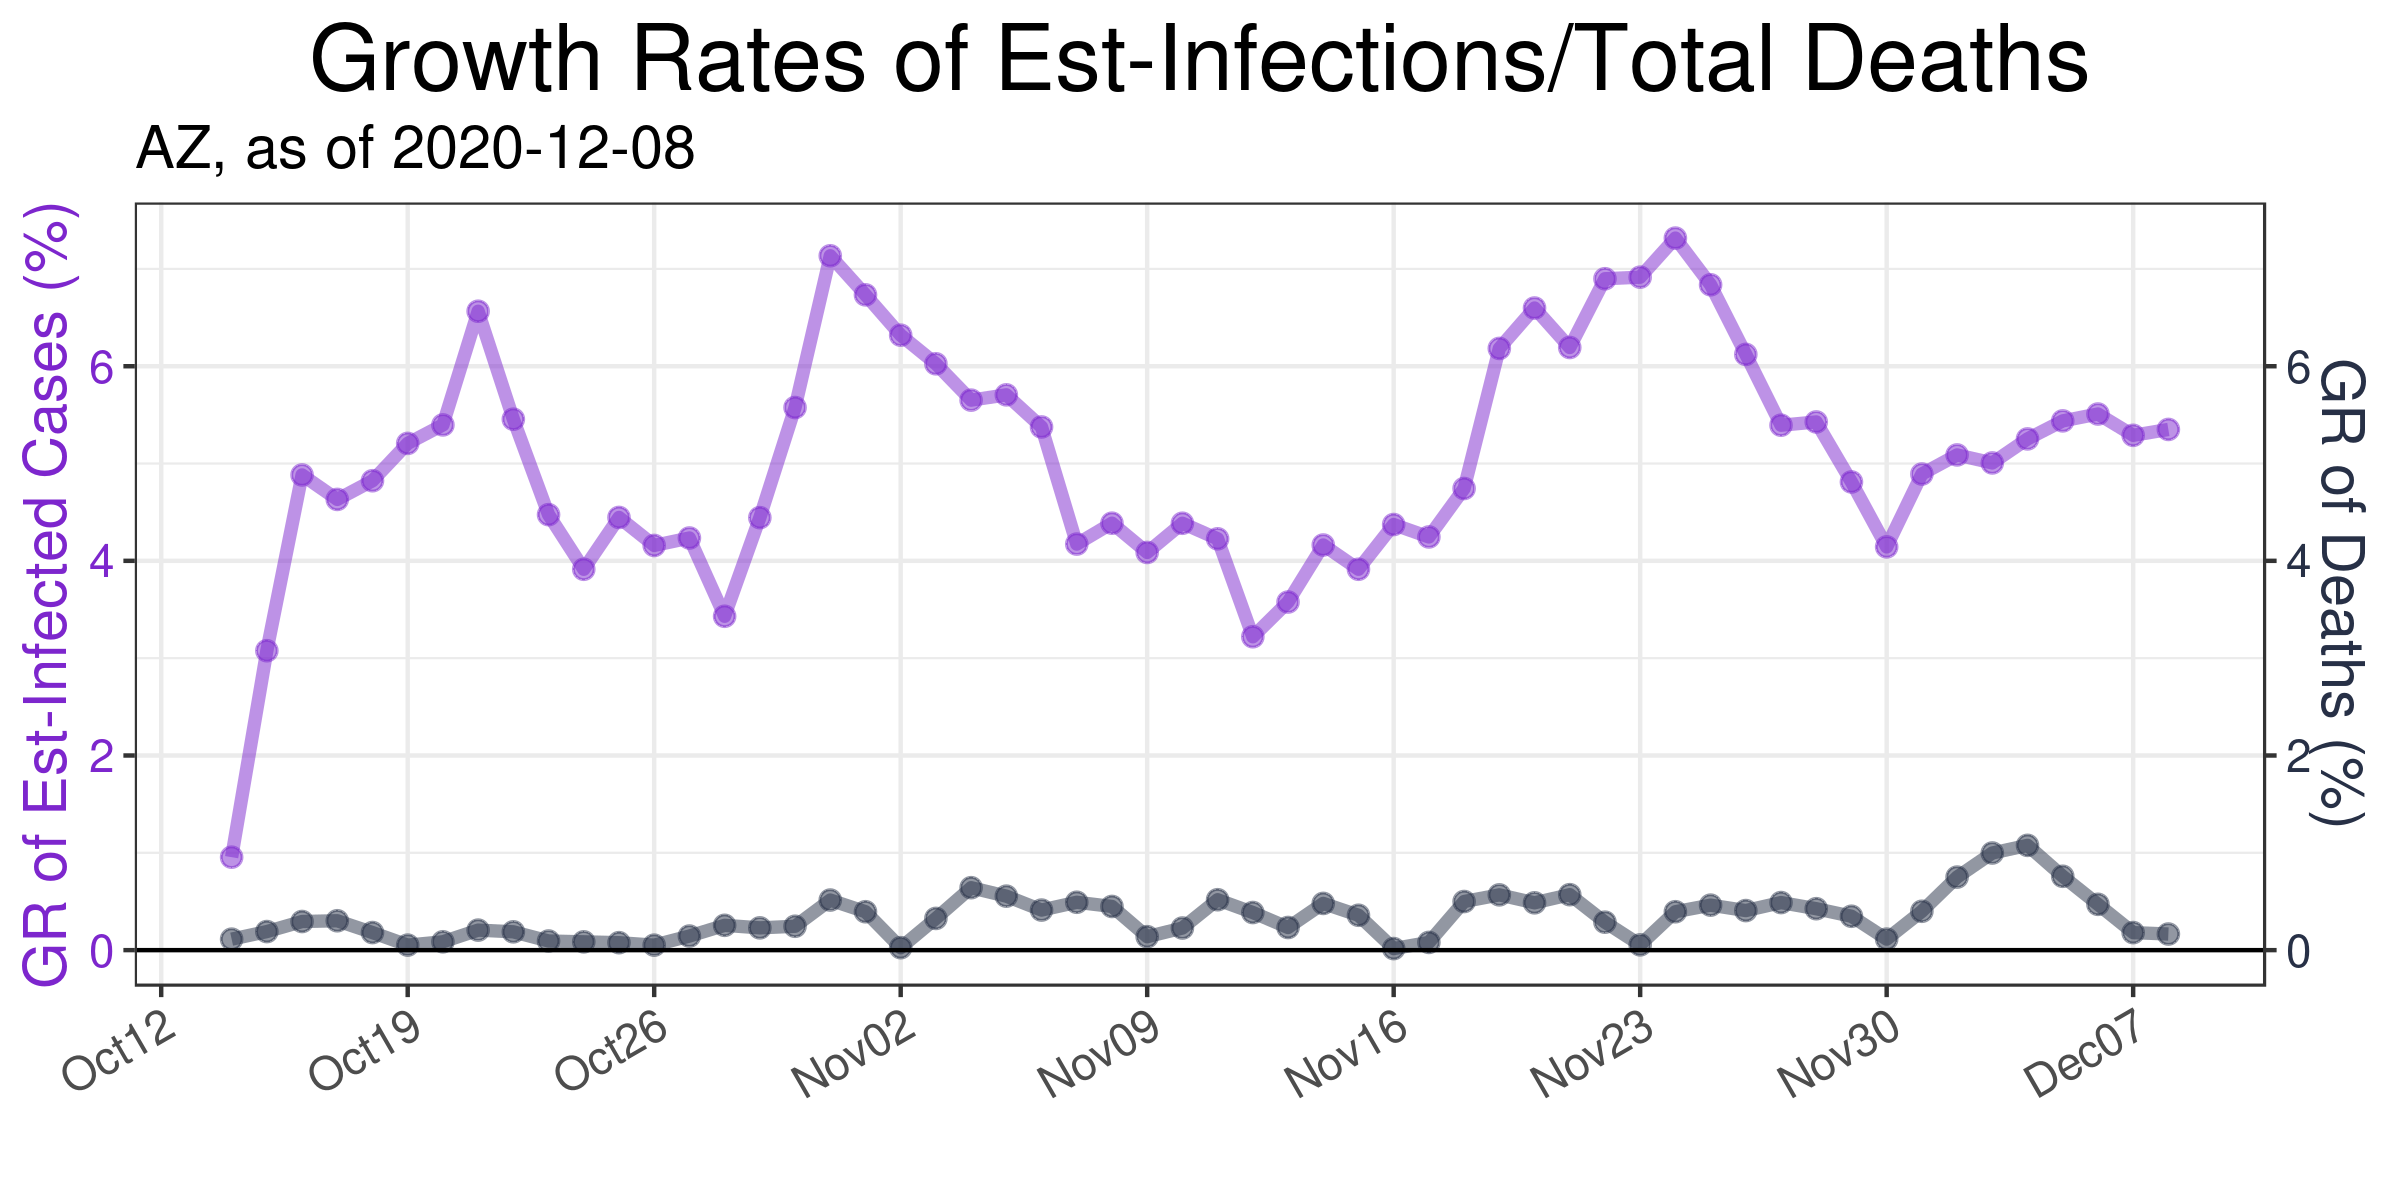 Growth Rates of Est-Infections/Total Deaths
AZ, as of 2020-12-08
GR of Est-Infected Cases (%)
6
4
2
0
6
4
2
0
GR of Deaths (%)
Oct12
Oct19
Oct26
Nov02
Nov09
Nov16
Nov23
Nov30
Dec07